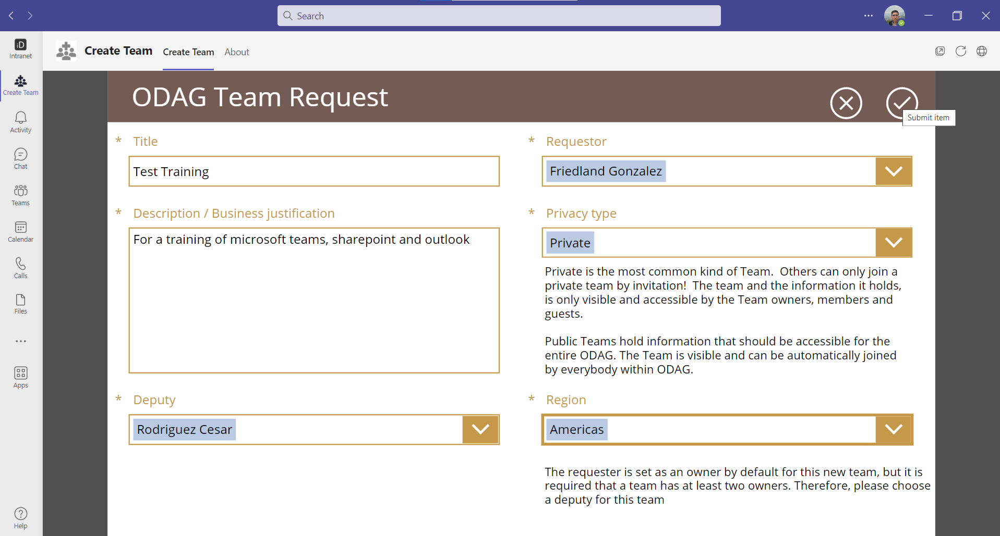 Search
iD
Intranet
Create Team
Create Team
About
Create Team
Activity
Chat
Teams
Calendar
Calls
Files
Apps
Help
ODAG Team Request
Submit item
* Title
Test Training
* Requestor
Friedland Gonzalez
* Description / Business justification
For a training of microsoft teams, sharepoint and outlook
* Privacy type
Private
Private is the most common kind of Team.  Others can only join a
private team by invitation!  The team and the information it holds,
is only visible and accessible by the Team owners, members and
guests.
Public Teams hold information that should be accessible for the
entire ODAG. The Team is visible and can be automatically joined
by everybody within ODAG.
* Deputy
Rodriguez Cesar
* Region
Americas
The requester is set as an owner by default for this new team, but it is
required that a team has at least two owners. Therefore, please choose
a deputy for this team